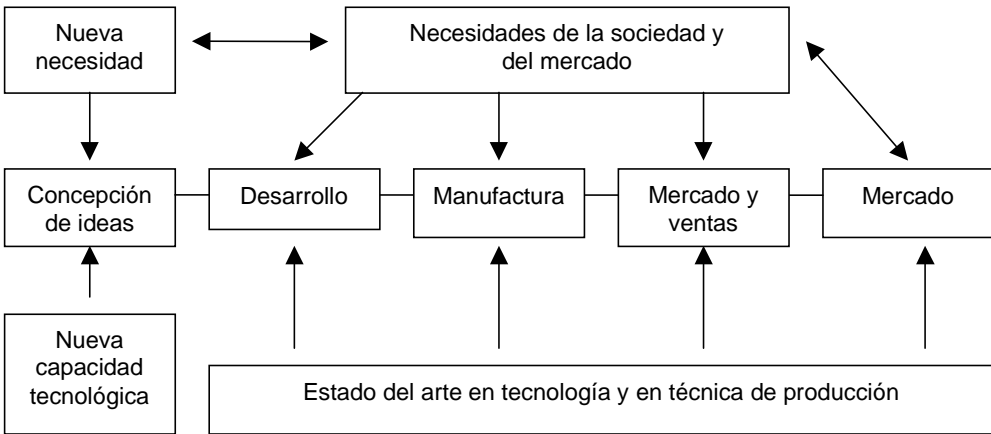 Nueva
necesidad
Necesidades de la sociedad y
del mercado
Concepción
de ideas
Desarrollo
Manufactura
Mercado y
ventas
Mercado
Nueva
capacidad
tecnológica
Estado del arte en tecnología y en técnica de producción